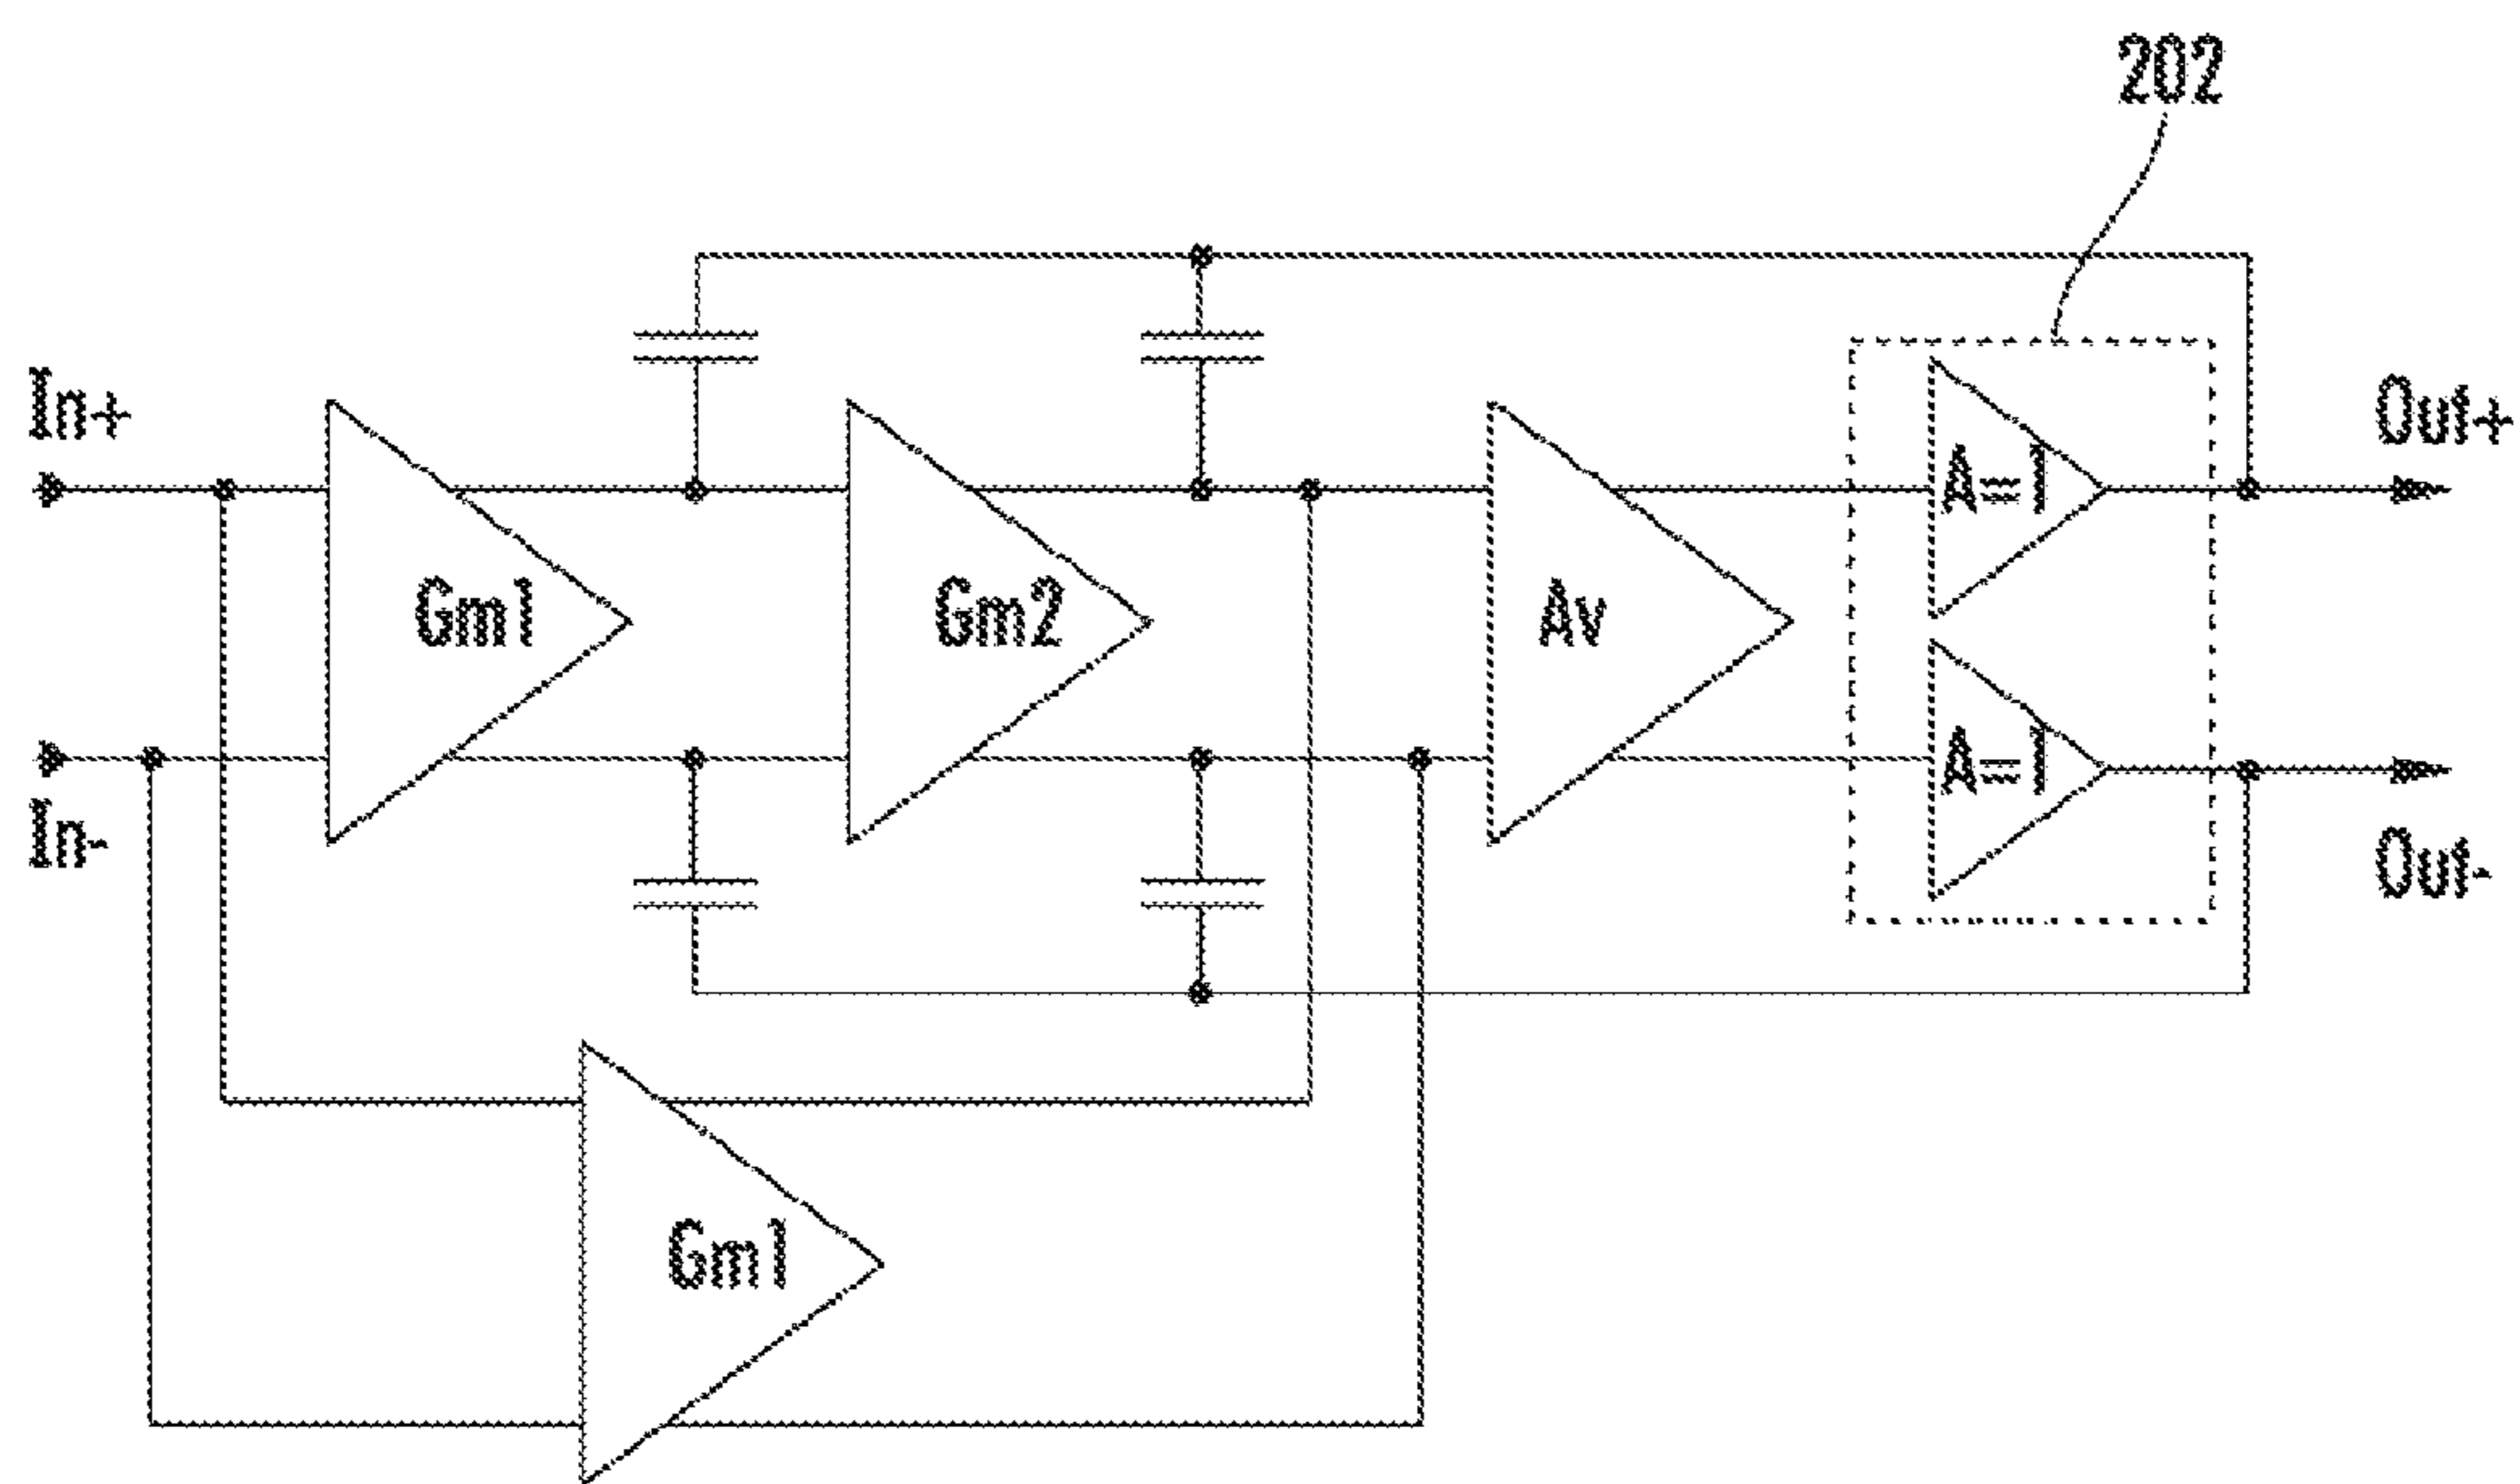 202
In+
Out+
A=1
Gm1
Gm2
Av
A=1
In-
Out-
Gm1